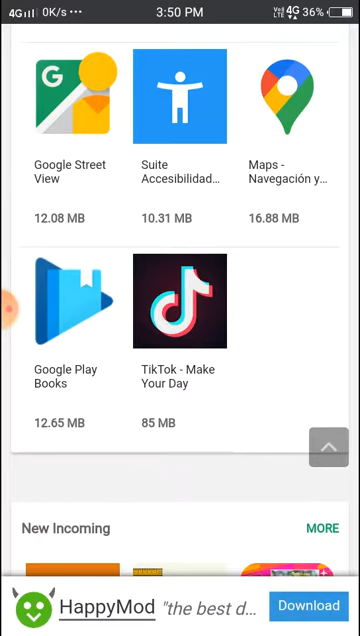 4G 0K/s ··· 3:50 PM VoLTE 4G 36%
G
Google Street View
Suite Accesibilidad...
Maps - Navegación y...
12.08 MB
10.31 MB
16.88 MB
Google Play Books
TikTok - Make Your Day
12.65 MB
85 MB
New Incoming
MORE
HappyMod "the best d...
Download